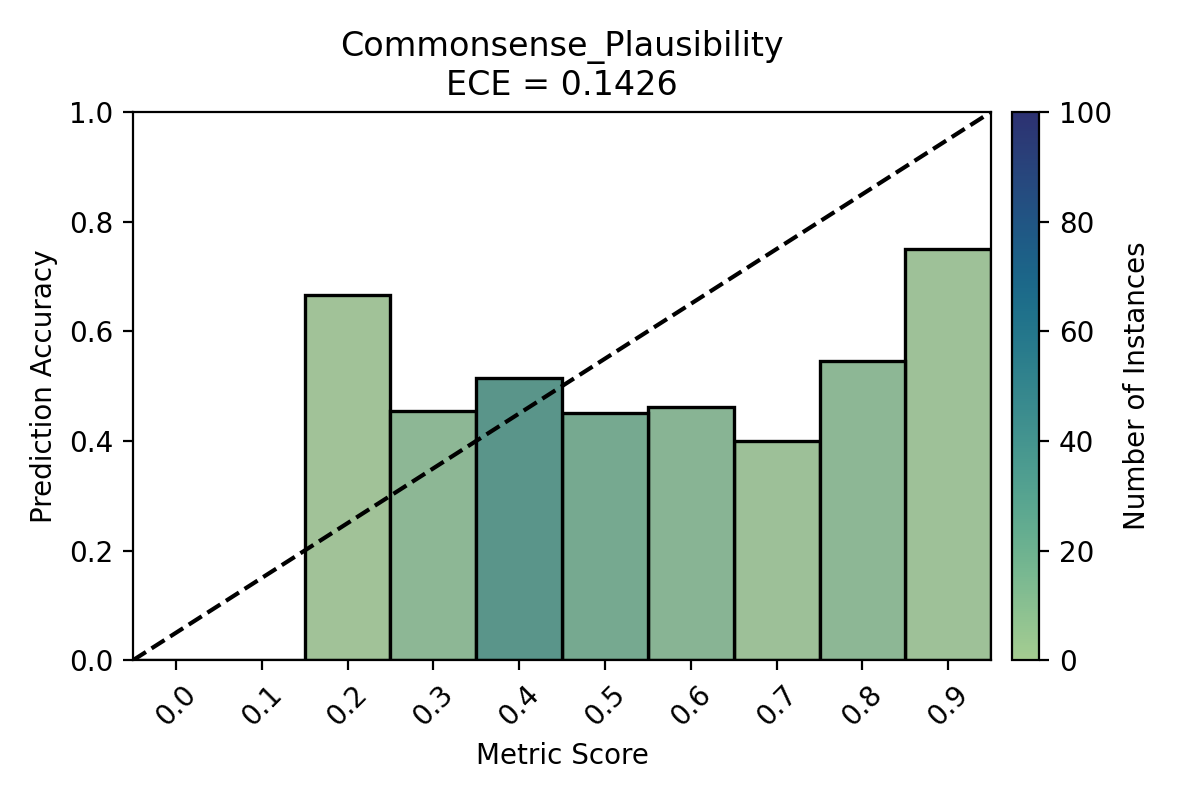 Commonsense_Plausibility
ECE = 0.1426
1.0
0.8
0.6
0.4
0.2
0.0
Prediction Accuracy
0.0 0.1 0.2 0.3 0.4 0.5 0.6 0.7 0.8 0.9
Metric Score
100
80
60
40
20
0
Number of Instances